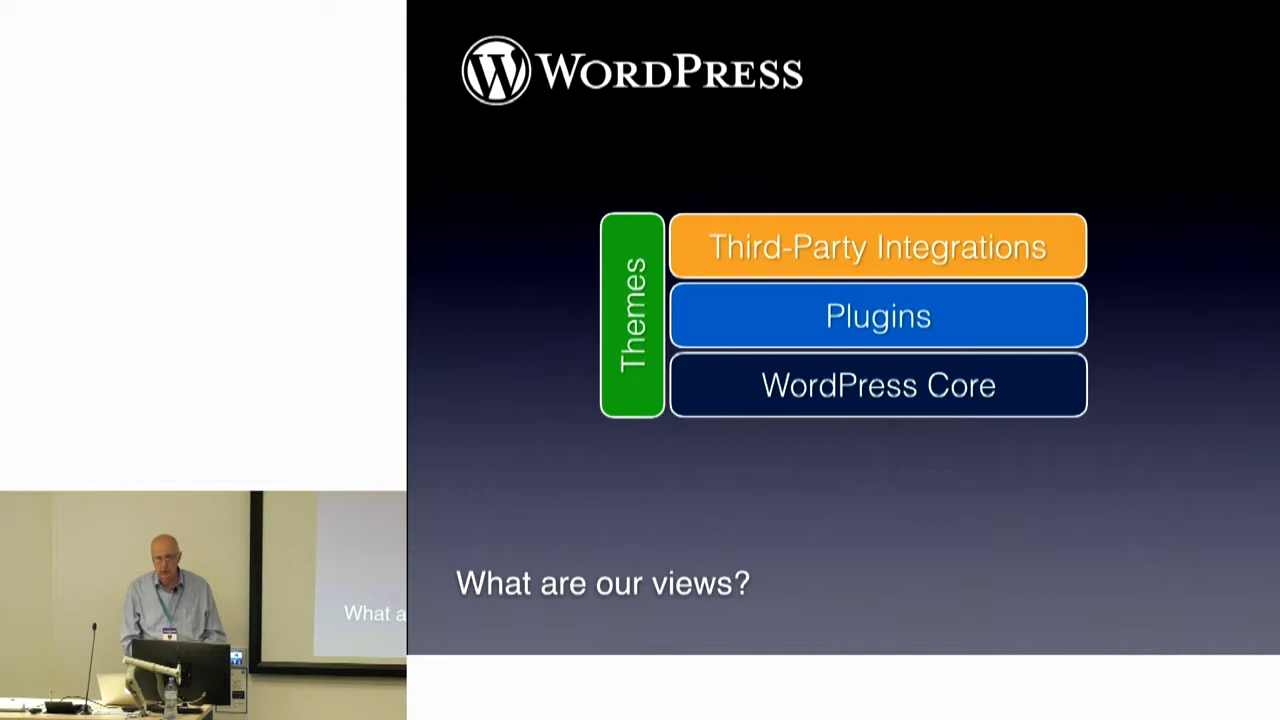 WORDPRESS
Themes
Third-Party Integrations
Plugins
WordPress Core
What are our views?
What a